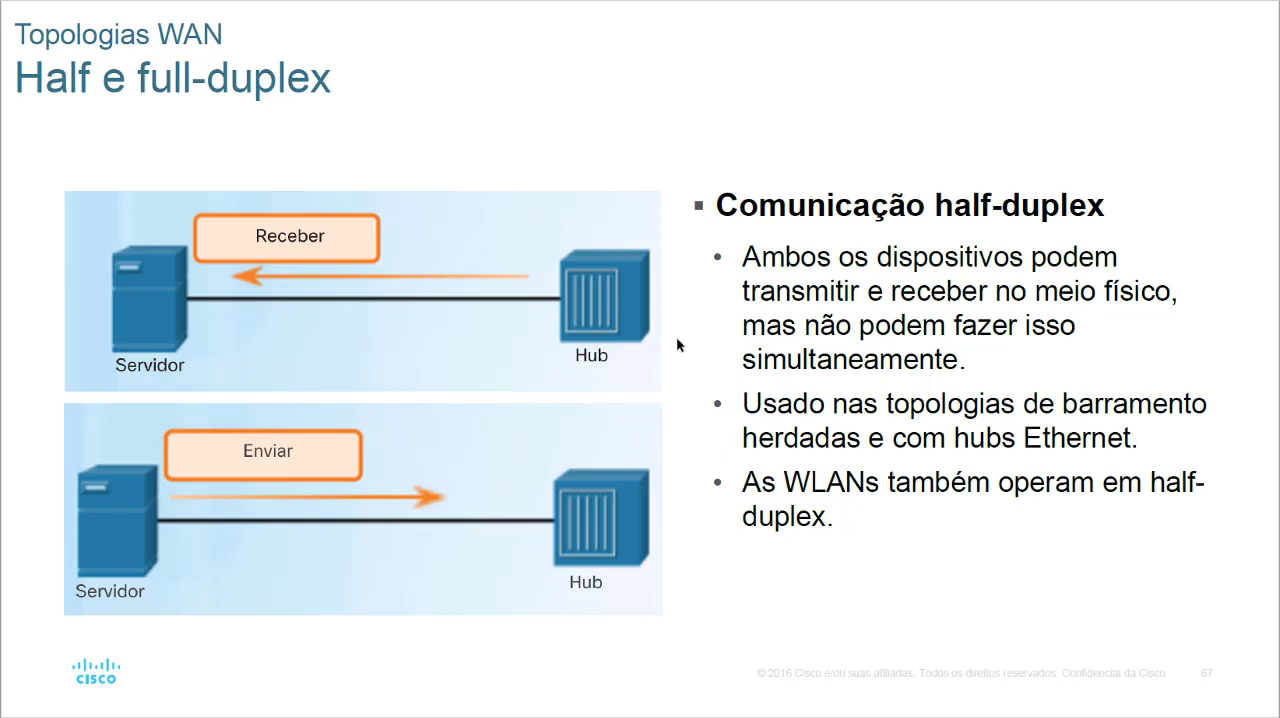 Topologias WAN
Half e full-duplex
Receber
Servidor
Hub
Enviar
Servidor
Hub
▪ Comunicação half-duplex
• Ambos os dispositivos podem
transmitir e receber no meio físico,
mas não podem fazer isso
simultaneamente.
• Usado nas topologias de barramento
herdadas e com hubs Ethernet.
• As WLANs também operam em half-
duplex.
CISCO
© 2016 Cisco e/ou suas afiliadas. Todos os direitos reservados. Confidencial da Cisco
67